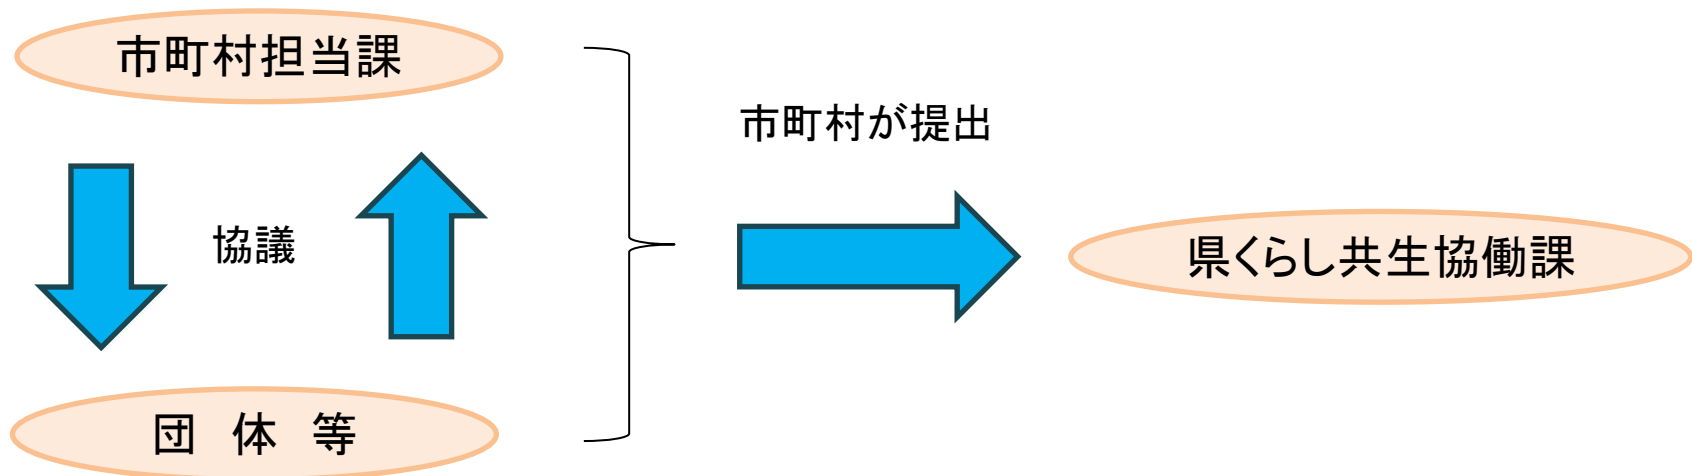 市町村担当課
市町村が提出
協議
県くらし共生協働課
団　体　等